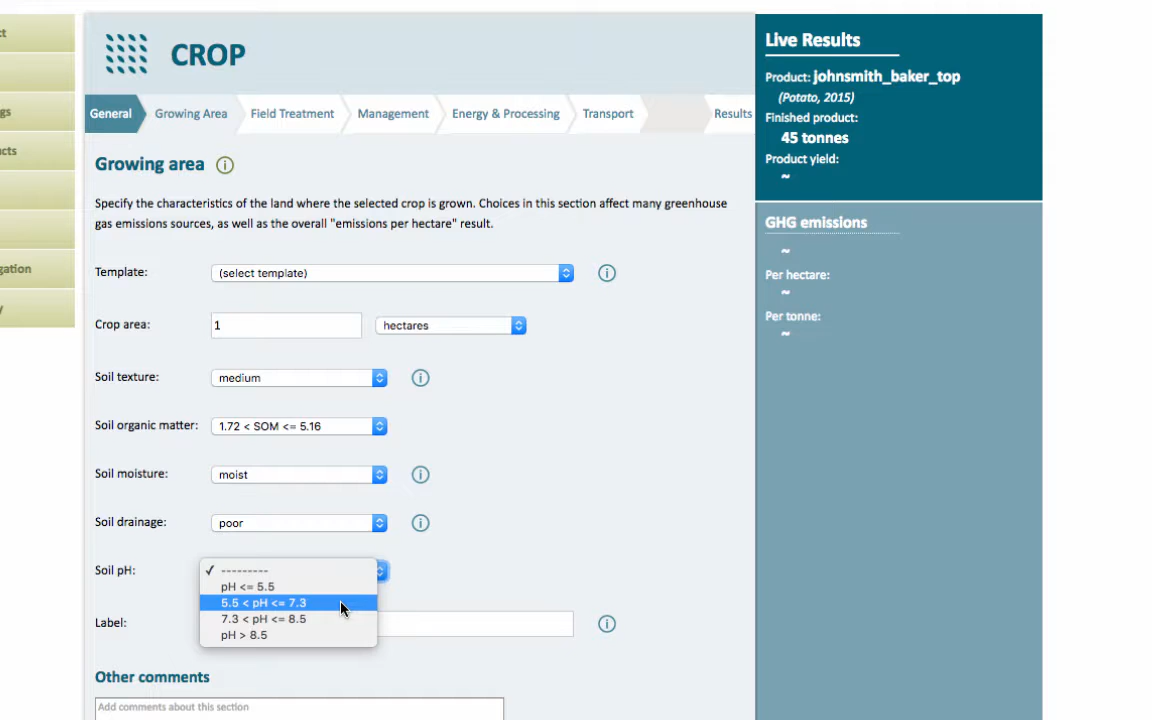 ct
gs
cts
gation
y
CROP
General
Growing Area
Field Treatment
Management
Energy & Processing
Transport
Results
Growing area
Specify the characteristics of the land where the selected crop is grown. Choices in this section affect many greenhouse
gas emissions sources, as well as the overall "emissions per hectare" result.
Template: (select template)
Crop area: 1 hectares
Soil texture: medium
Soil organic matter: 1.72 < SOM <= 5.16
Soil moisture: moist
Soil drainage: poor
Soil pH: ✓ ---------
pH <= 5.5
5.5 < pH <= 7.3
7.3 < pH <= 8.5
pH > 8.5
Label:
Other comments
Add comments about this section
Live Results
Product: johnsmith_baker_top
(Potato, 2015)
Finished product:
45 tonnes
Product yield:
~
GHG emissions
~
Per hectare:
~
Per tonne:
~